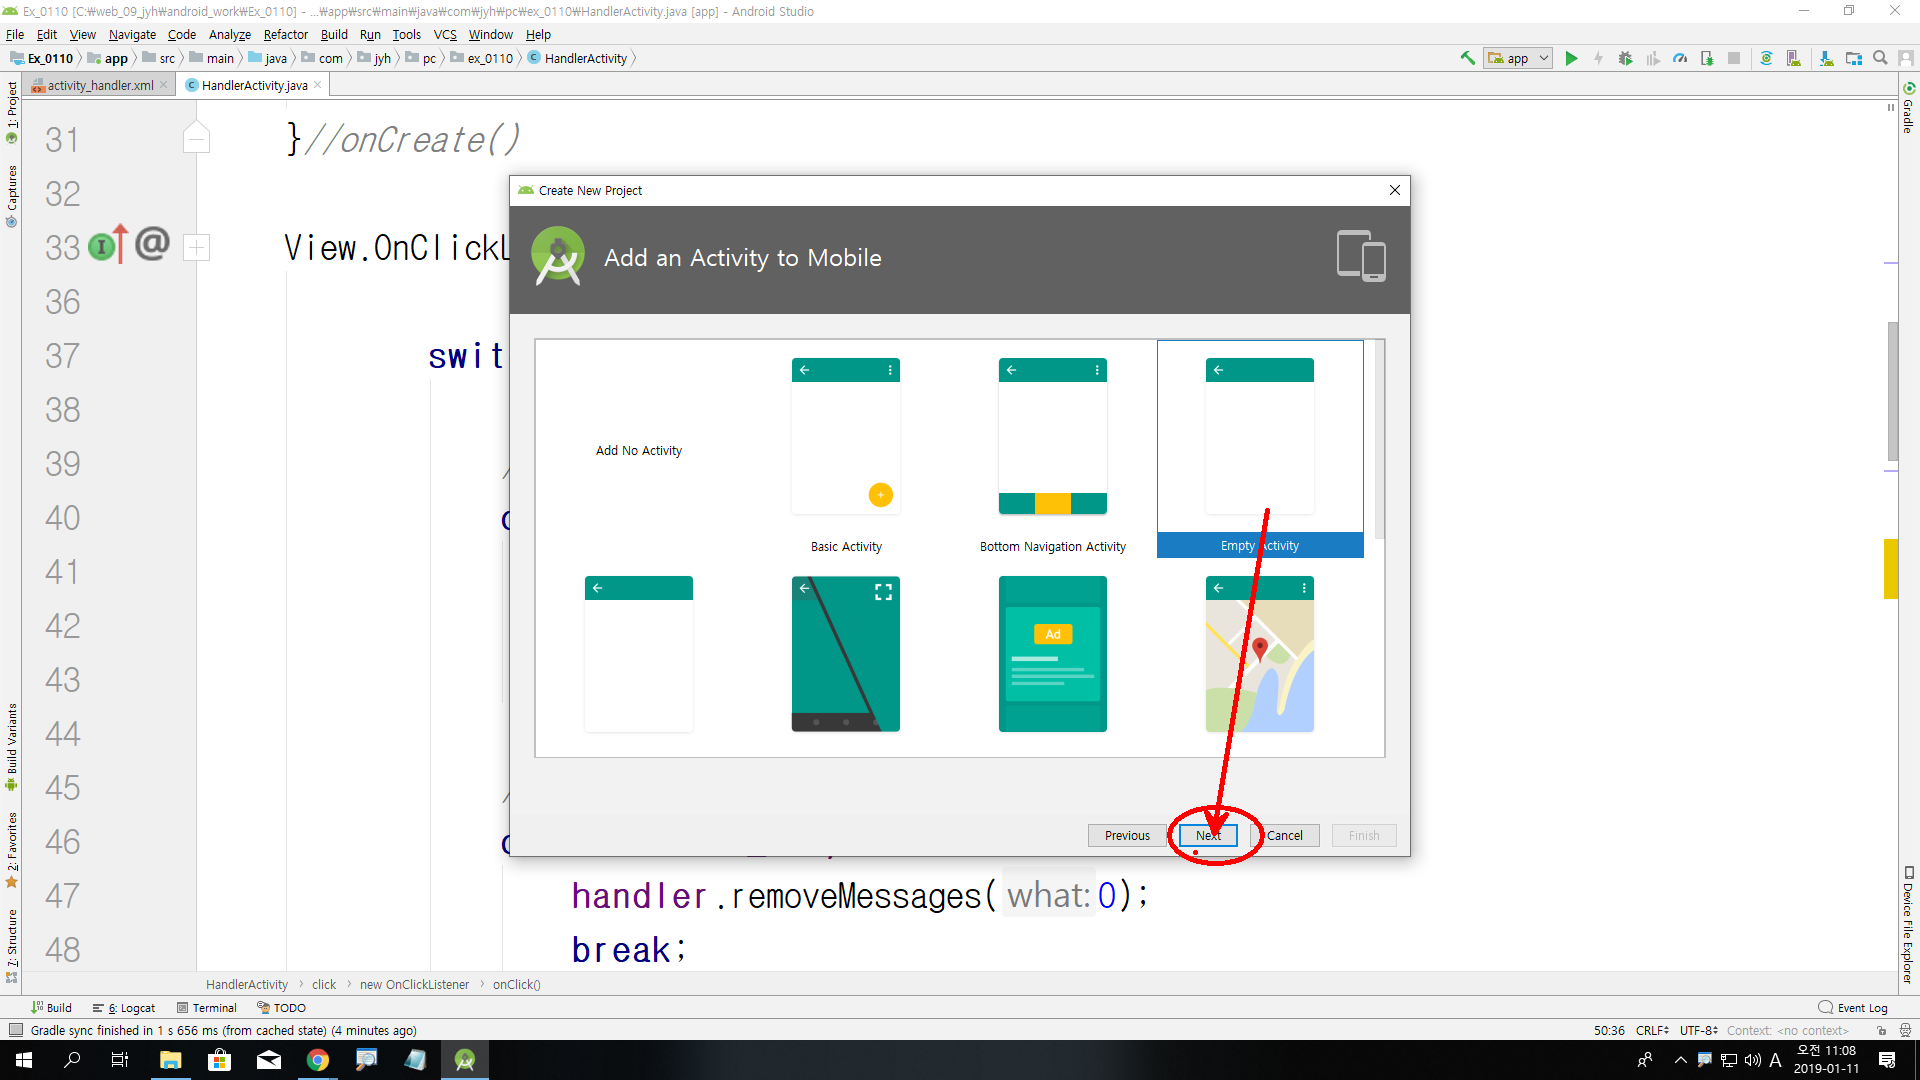 Ex_0110 [C:₩web_09_jyh₩android_work₩Ex_0110] - ...₩app₩src₩main₩java₩com₩jyh₩pc₩ex_0110₩HandlerActivity.java [app] - Android Studio
File Edit View Navigate Code Analyze Refactor Build Run Tools VCS Window Help
Ex_0110 app src main java com jyh pc ex_0110 HandlerActivity app
activity_handler.xml HandlerActivity.java
1: Project
Captures
Build Variants
2: Favorites
7: Structure
Gradle
Device File Explorer
31 }//onCreate()
32
33 View.OnClickL
36
37 swit
38
39 /
40
41
42
43
44
45 /
46
47 handler.removeMessages(what:0);
48 break;
Create New Project
Add an Activity to Mobile
Add No Activity
Basic Activity
Bottom Navigation Activity
Empty Activity
Ad
Previous Next Cancel Finish
HandlerActivity click new OnClickListener onClick()
Build 6: Logcat Terminal TODO Event Log
Gradle sync finished in 1 s 656 ms (from cached state) (4 minutes ago) 50:36 CRLF UTF-8 Context: <no context>
A 오전 11:08
2019-01-11